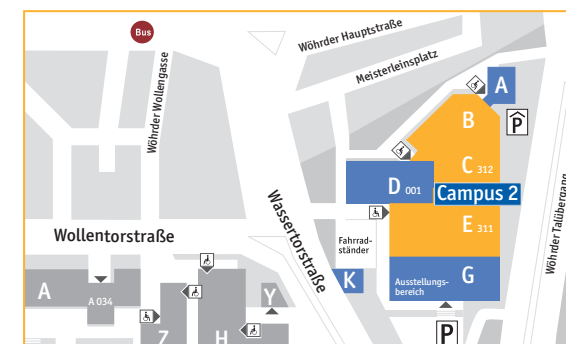 Bus
Wöhrder Hauptstraße
Meisterleinsplatz
Wöhrder Wollengasse
A
B
P
C 312
D 001
Campus 2
E 311
Wöhrder Talübergang
Wassertorstraße
Wollentorstraße
Fahrrad-
ständer
K
Ausstellungs-
bereich
G
A
A 034
Y
Z
H
P